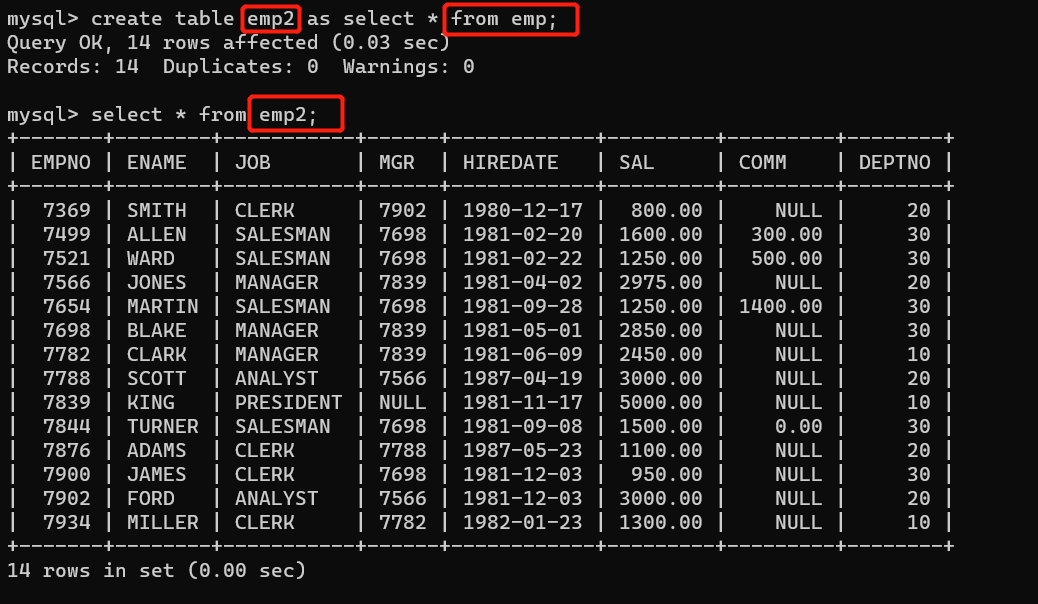 mysql> create table emp2 as select * from emp;
Query OK, 14 rows affected (0.03 sec)
Records: 14  Duplicates: 0  Warnings: 0
mysql> select * from emp2;
+-------+--------+-----------+------+------------+---------+---------+--------+
| EMPNO | ENAME  | JOB       | MGR  | HIREDATE   | SAL     | COMM    | DEPTNO |
+-------+--------+-----------+------+------------+---------+---------+--------+
|  7369 | SMITH  | CLERK     | 7902 | 1980-12-17 |  800.00 |    NULL |     20 |
|  7499 | ALLEN  | SALESMAN  | 7698 | 1981-02-20 | 1600.00 |  300.00 |     30 |
|  7521 | WARD   | SALESMAN  | 7698 | 1981-02-22 | 1250.00 |  500.00 |     30 |
|  7566 | JONES  | MANAGER   | 7839 | 1981-04-02 | 2975.00 |    NULL |     20 |
|  7654 | MARTIN | SALESMAN  | 7698 | 1981-09-28 | 1250.00 | 1400.00 |     30 |
|  7698 | BLAKE  | MANAGER   | 7839 | 1981-05-01 | 2850.00 |    NULL |     30 |
|  7782 | CLARK  | MANAGER   | 7839 | 1981-06-09 | 2450.00 |    NULL |     10 |
|  7788 | SCOTT  | ANALYST   | 7566 | 1987-04-19 | 3000.00 |    NULL |     20 |
|  7839 | KING   | PRESIDENT | NULL | 1981-11-17 | 5000.00 |    NULL |     10 |
|  7844 | TURNER | SALESMAN  | 7698 | 1981-09-08 | 1500.00 |    0.00 |     30 |
|  7876 | ADAMS  | CLERK     | 7788 | 1987-05-23 | 1100.00 |    NULL |     20 |
|  7900 | JAMES  | CLERK     | 7698 | 1981-12-03 |  950.00 |    NULL |     30 |
|  7902 | FORD   | ANALYST   | 7566 | 1981-12-03 | 3000.00 |    NULL |     20 |
|  7934 | MILLER | CLERK     | 7782 | 1982-01-23 | 1300.00 |    NULL |     10 |
+-------+--------+-----------+------+------------+---------+---------+--------+
14 rows in set (0.00 sec)